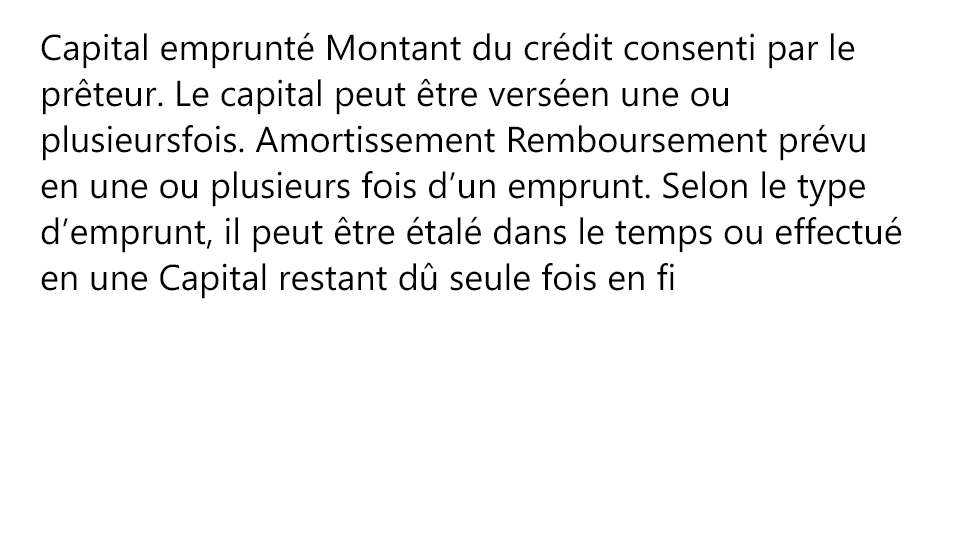 Capital emprunté Montant du crédit consenti par le
prêteur. Le capital peut être verséen une ou
plusieursfois. Amortissement Remboursement prévu
en une ou plusieurs fois d’un emprunt. Selon le type
d’emprunt, il peut être étalé dans le temps ou effectué
en une Capital restant dû seule fois en fi